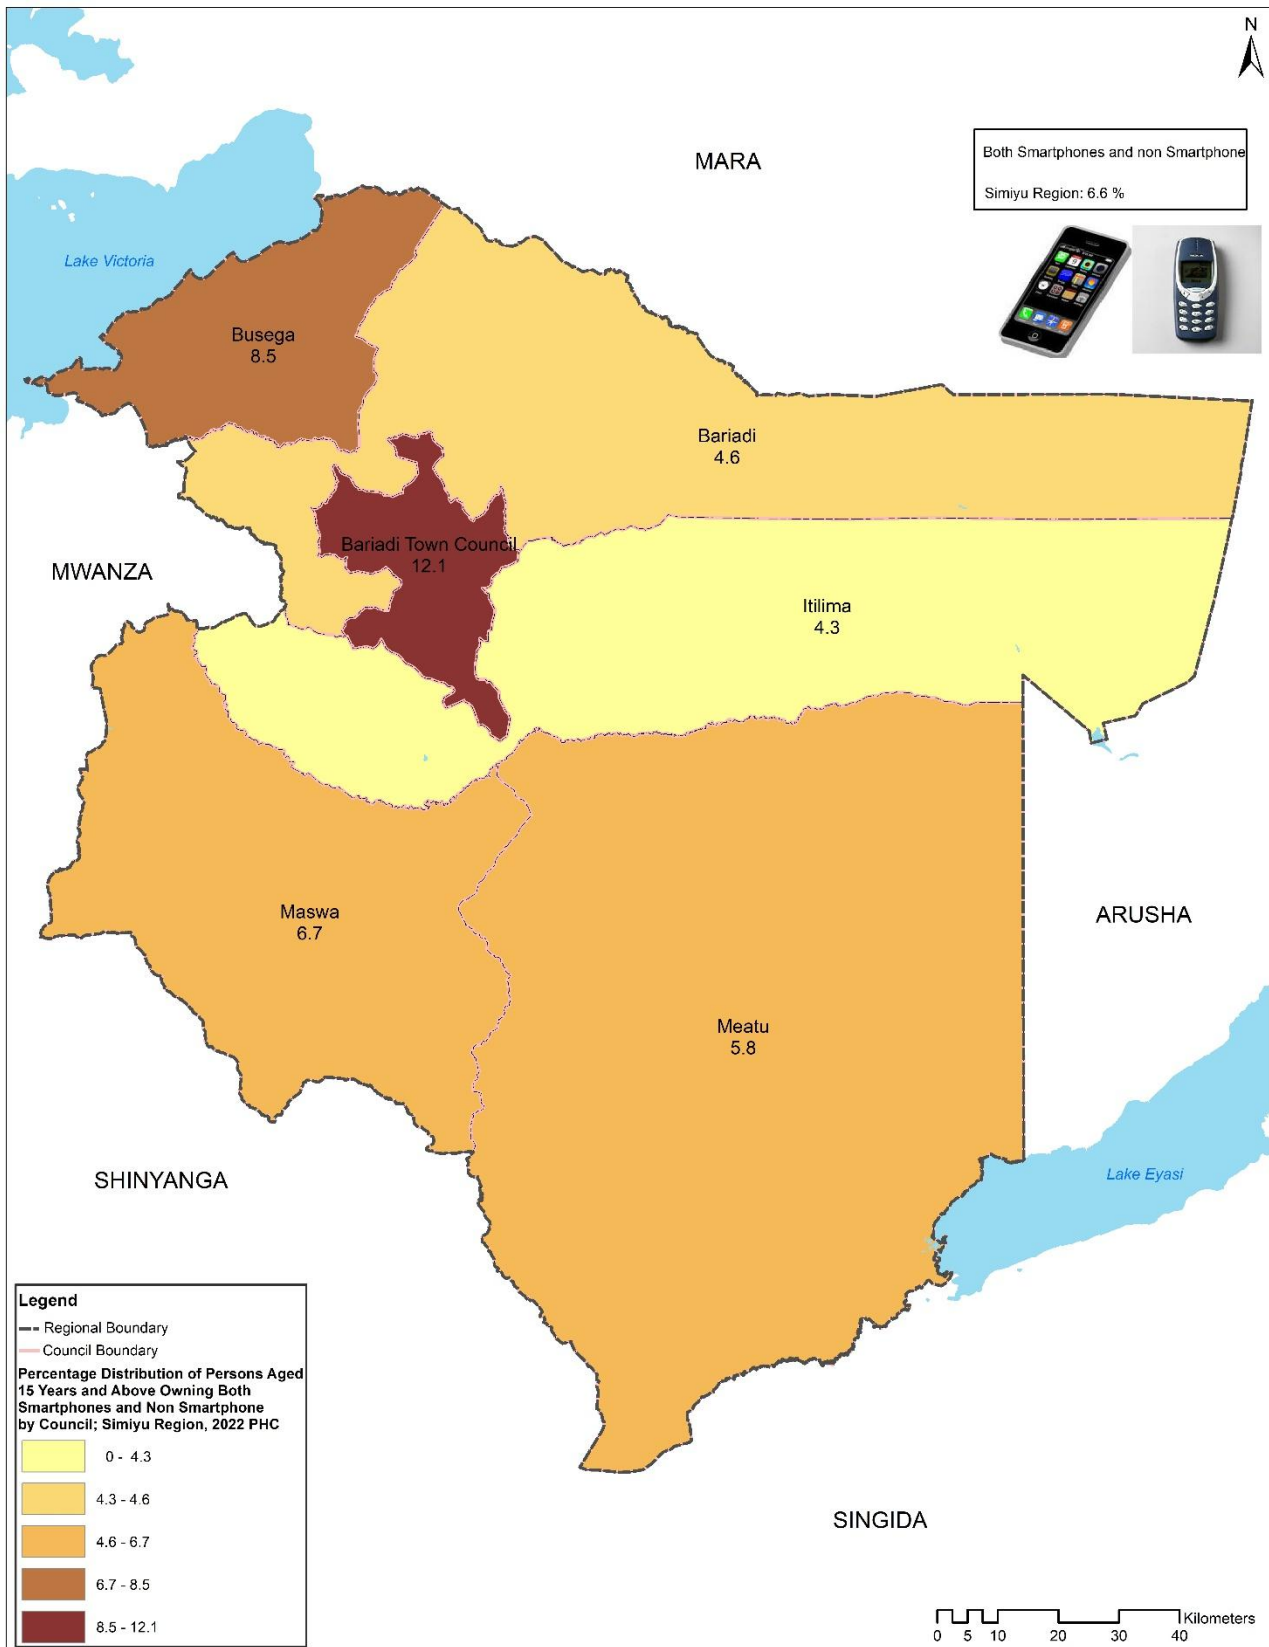 N
MARA
Both Smartphones and non Smartphone
Simiyu Region: 6.6 %
Lake Victoria
Busega
8.5
Bariadi
4.6
Bariadi Town Council
12.1
MWANZA
Itilima
4.3
Maswa
6.7
ARUSHA
Meatu
5.8
SHINYANGA
Lake Eyasi
Legend
Regional Boundary
Council Boundary
Percentage Distribution of Persons Aged
15 Years and Above Owning Both
Smartphones and Non Smartphone
by Council; Simiyu Region, 2022 PHC
0 - 4.3
4.3 - 4.6
4.6 - 6.7
6.7 - 8.5
8.5 - 12.1
SINGIDA
Kilometers
0 5 10 20 30 40